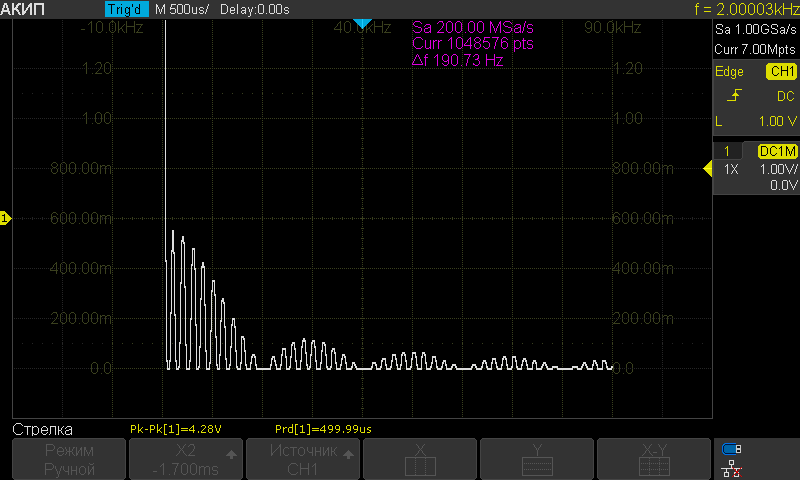 АКИП Trig'd M 500us/ Delay:0.00s f = 2.00003kHz
-10.0kHz 40.0kHz 90.0kHz
Sa 200.00 MSa/s
Curr 1048576 pts
Δf 190.73 Hz
Sa 1.00GSa/s
Curr 7.00Mpts
Edge CH1
DC
L 1.00 V
1 DC1M
1X 1.00V/
0.0V
1.20 1.20
1.00 1.00
800.00m 800.00m
1 600.00m 600.00m
400.00m 400.00m
200.00m 200.00m
0.0 0.0
Стрелка Pk-Pk[1]=4.28V Prd[1]=499.99us
Режим
Ручной
X2
-1.700ms
Источник
CH1
X
Y
X-Y